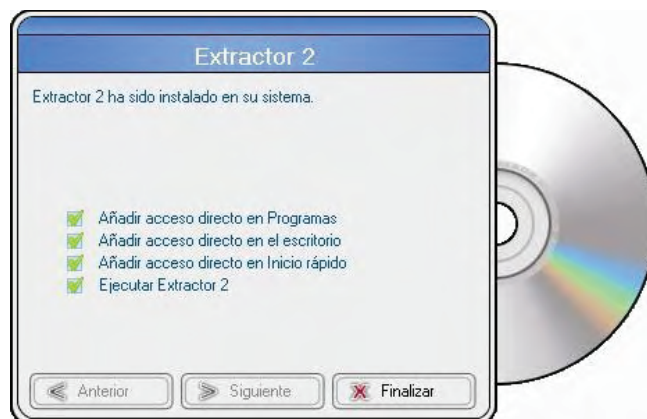 Extractor 2
Extractor 2 ha sido instalado en su sistema.
Añadir acceso directo en Programas
Añadir acceso directo en el escritorio
Añadir acceso directo en Inicio rápido
Ejecutar Extractor 2
Anterior
Siguiente
Finalizar